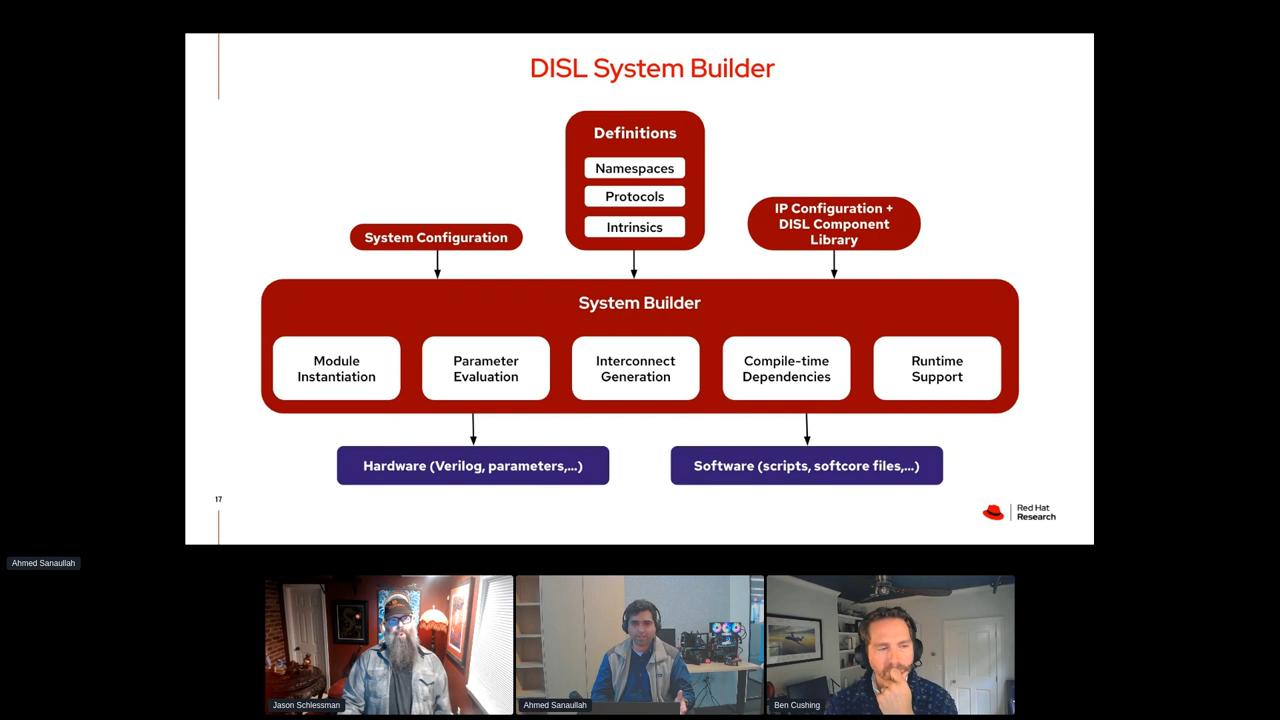 DISL System Builder
Definitions
Namespaces
Protocols
Intrinsics
System Configuration
IP Configuration +
DISL Component
Library
System Builder
Module
Instantiation
Parameter
Evaluation
Interconnect
Generation
Compile-time
Dependencies
Runtime
Support
Hardware (Verilog, parameters,...)
Software (scripts, softcore files,...)
17
Red Hat
Research
Ahmed Sanaullah
Jason Schlessman
Ahmed Sanaullah
Ben Cushing